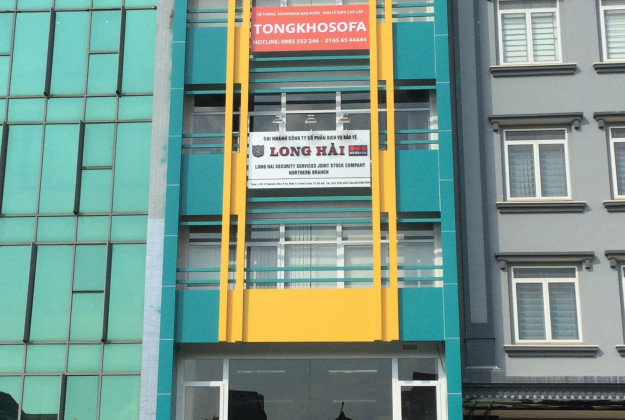 TONGKHOSOFA
HOTLINE: 0965 552 246 - 0165 65 44444
CHI NHÁNH CÔNG TY CỔ PHẦN DỊCH VỤ BẢO VỆ
LONG HẢI
LONG HAI SECURITY SERVICES JOINT STOCK COMPANY
NORTHERN BRANCH